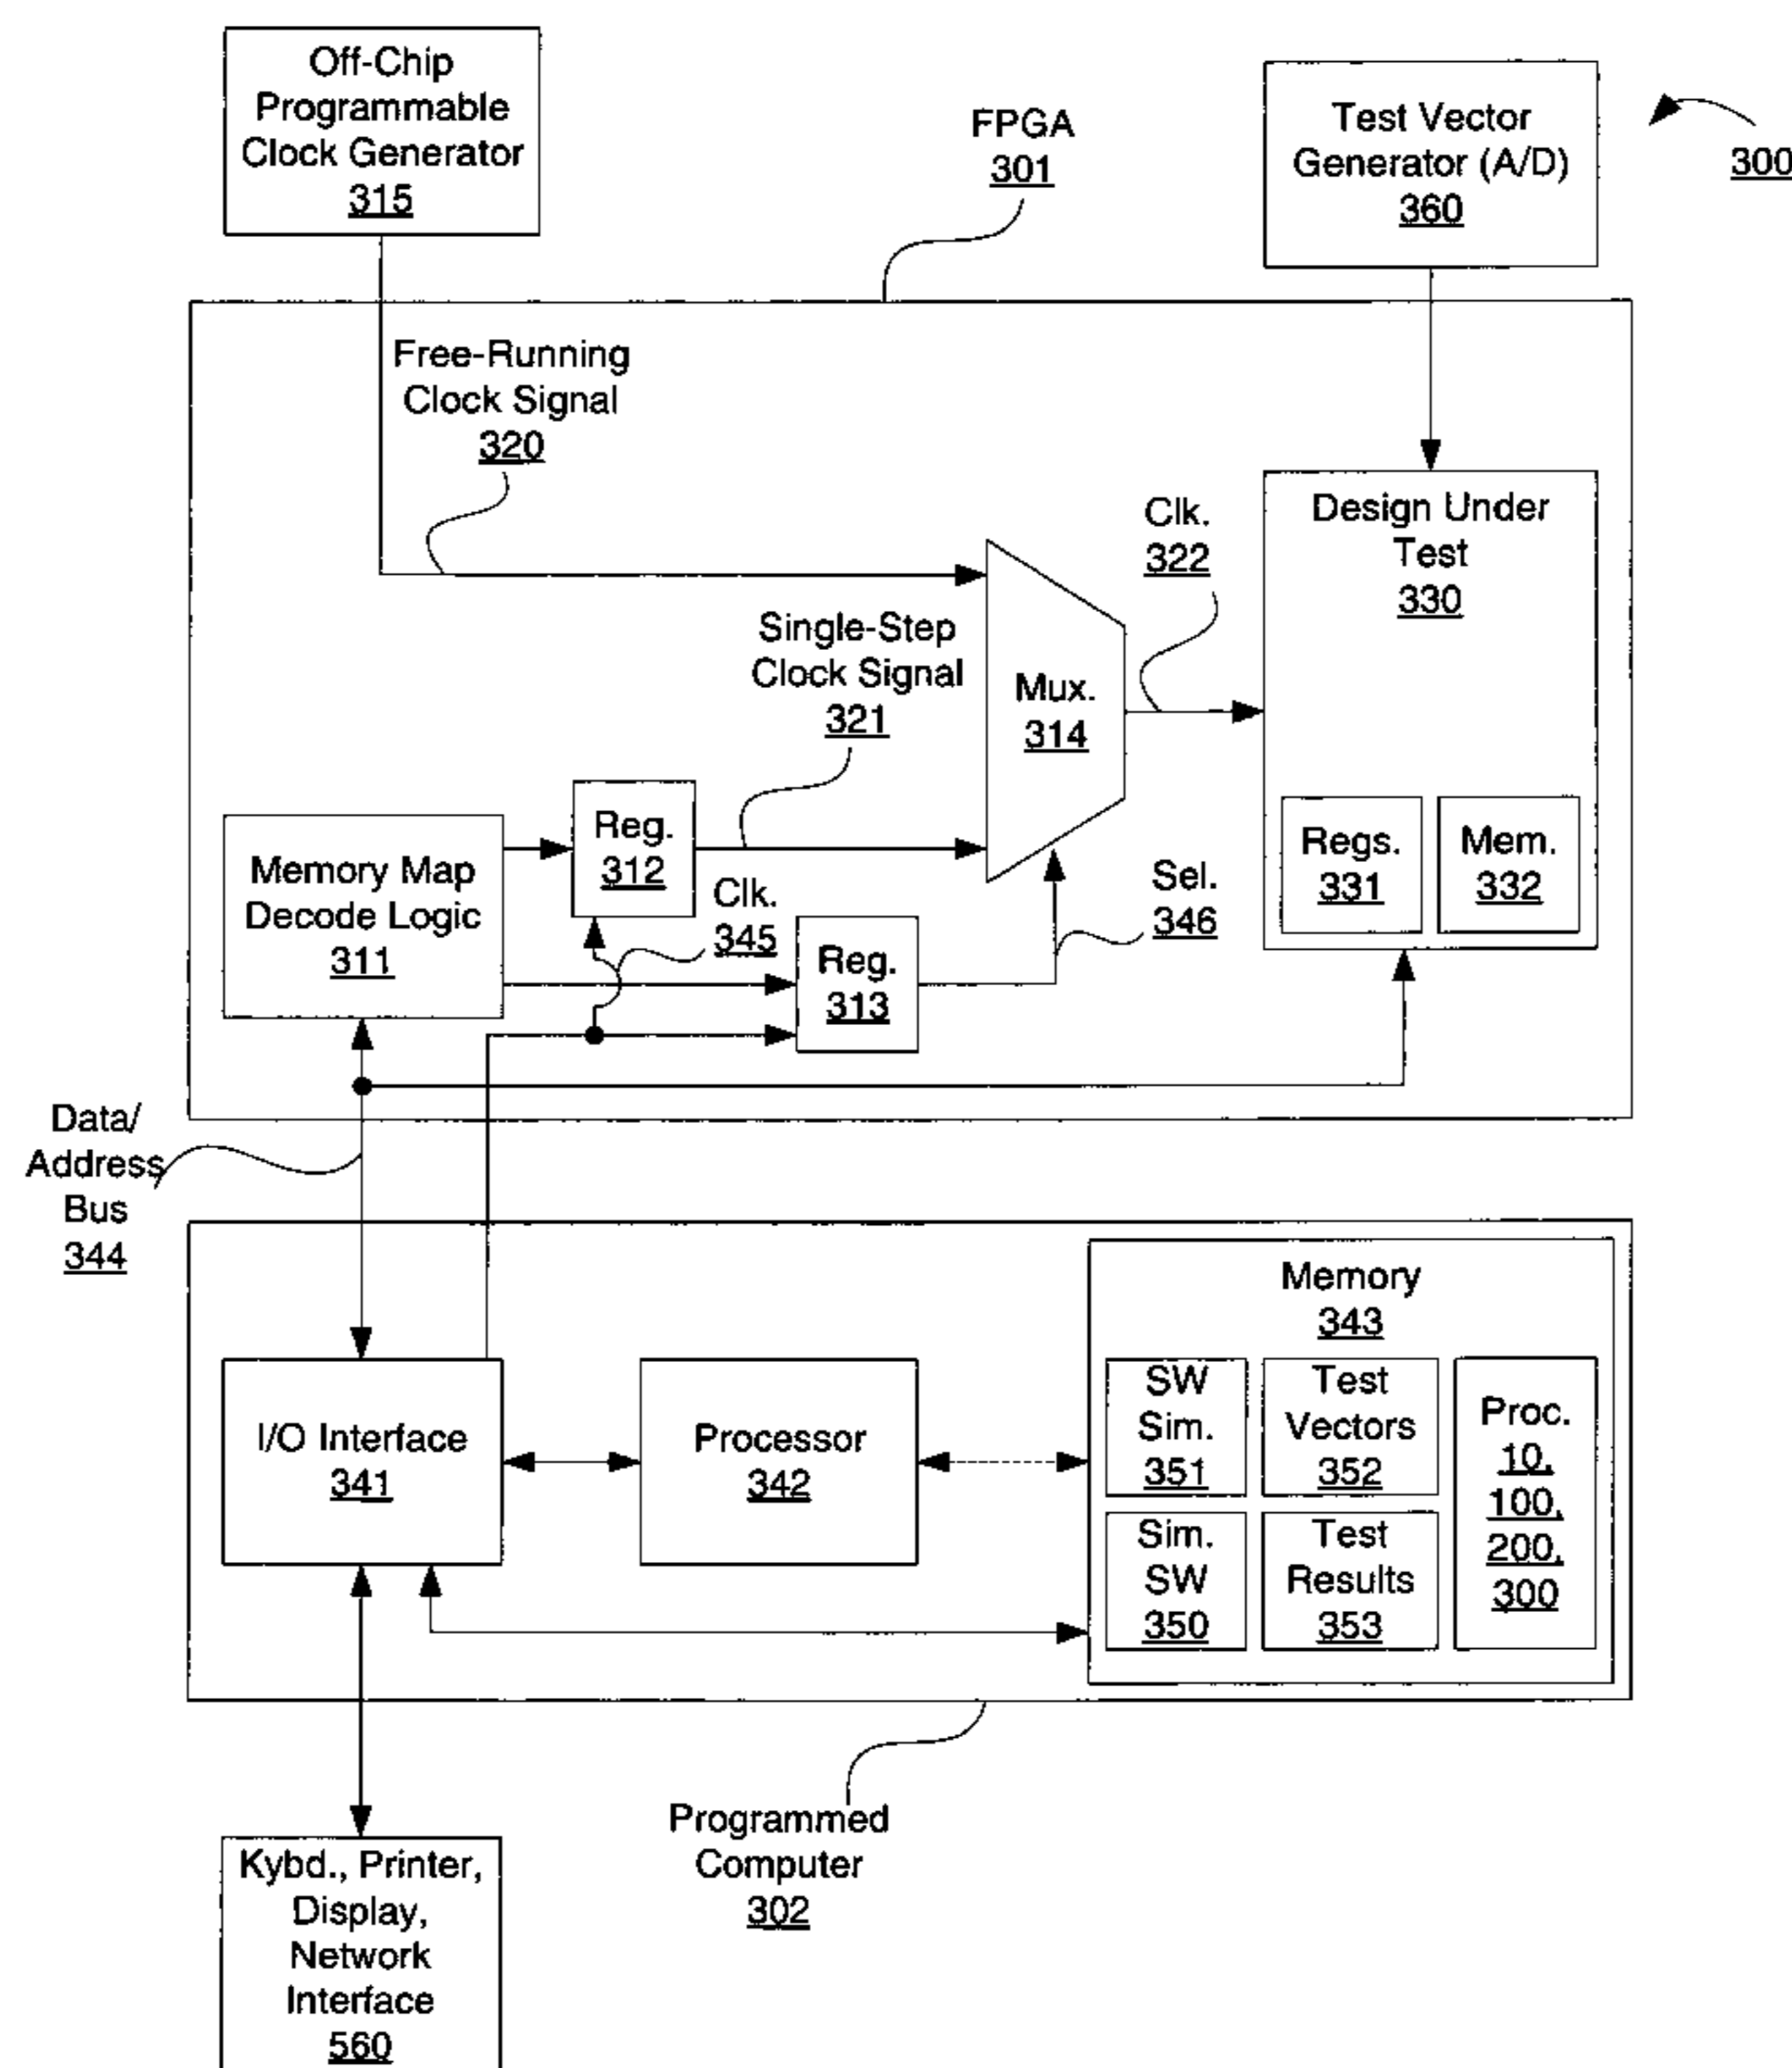 Off-Chip
Programmable
Clock Generator
315
FPGA
301
Test Vector
Generator (A/D)
360
300
Free-Running
Clock Signal
320
Clk.
322
Design Under
Test
330
Single-Step
Clock Signal
321
Mux.
314
Memory Map
Decode Logic
311
Reg.
312
Clk.
345
Reg.
313
Sel.
346
Regs.
331
Mem.
332
Data/
Address
Bus
344
I/O Interface
341
Processor
342
Memory
343
SW
Sim.
351
Test
Vectors
352
Sim.
SW
350
Test
Results
353
Proc.
10,
100,
200,
300
Programmed
Computer
302
Kybd., Printer,
Display,
Network
Interface
560